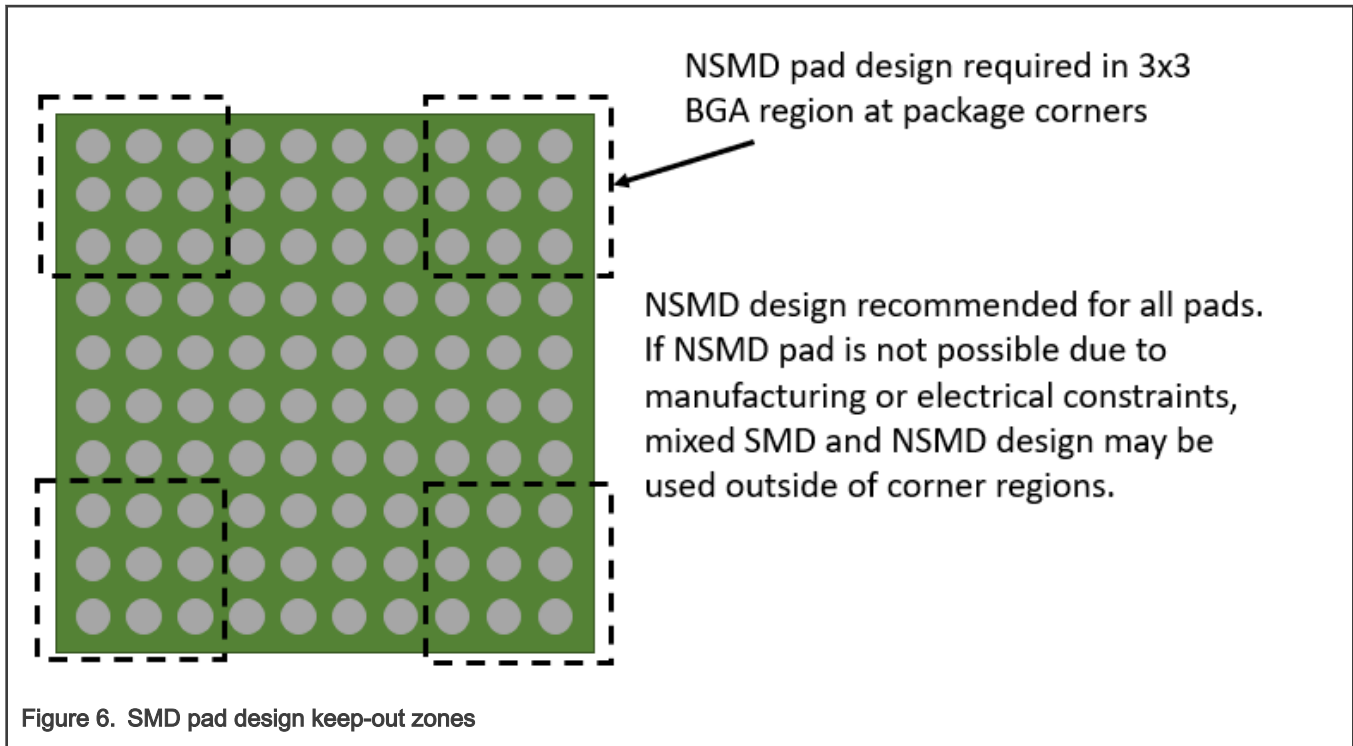 NSMD pad design required in 3x3
BGA region at package corners
NSMD design recommended for all pads.
If NSMD pad is not possible due to
manufacturing or electrical constraints,
mixed SMD and NSMD design may be
used outside of corner regions.
Figure 6. SMD pad design keep-out zones